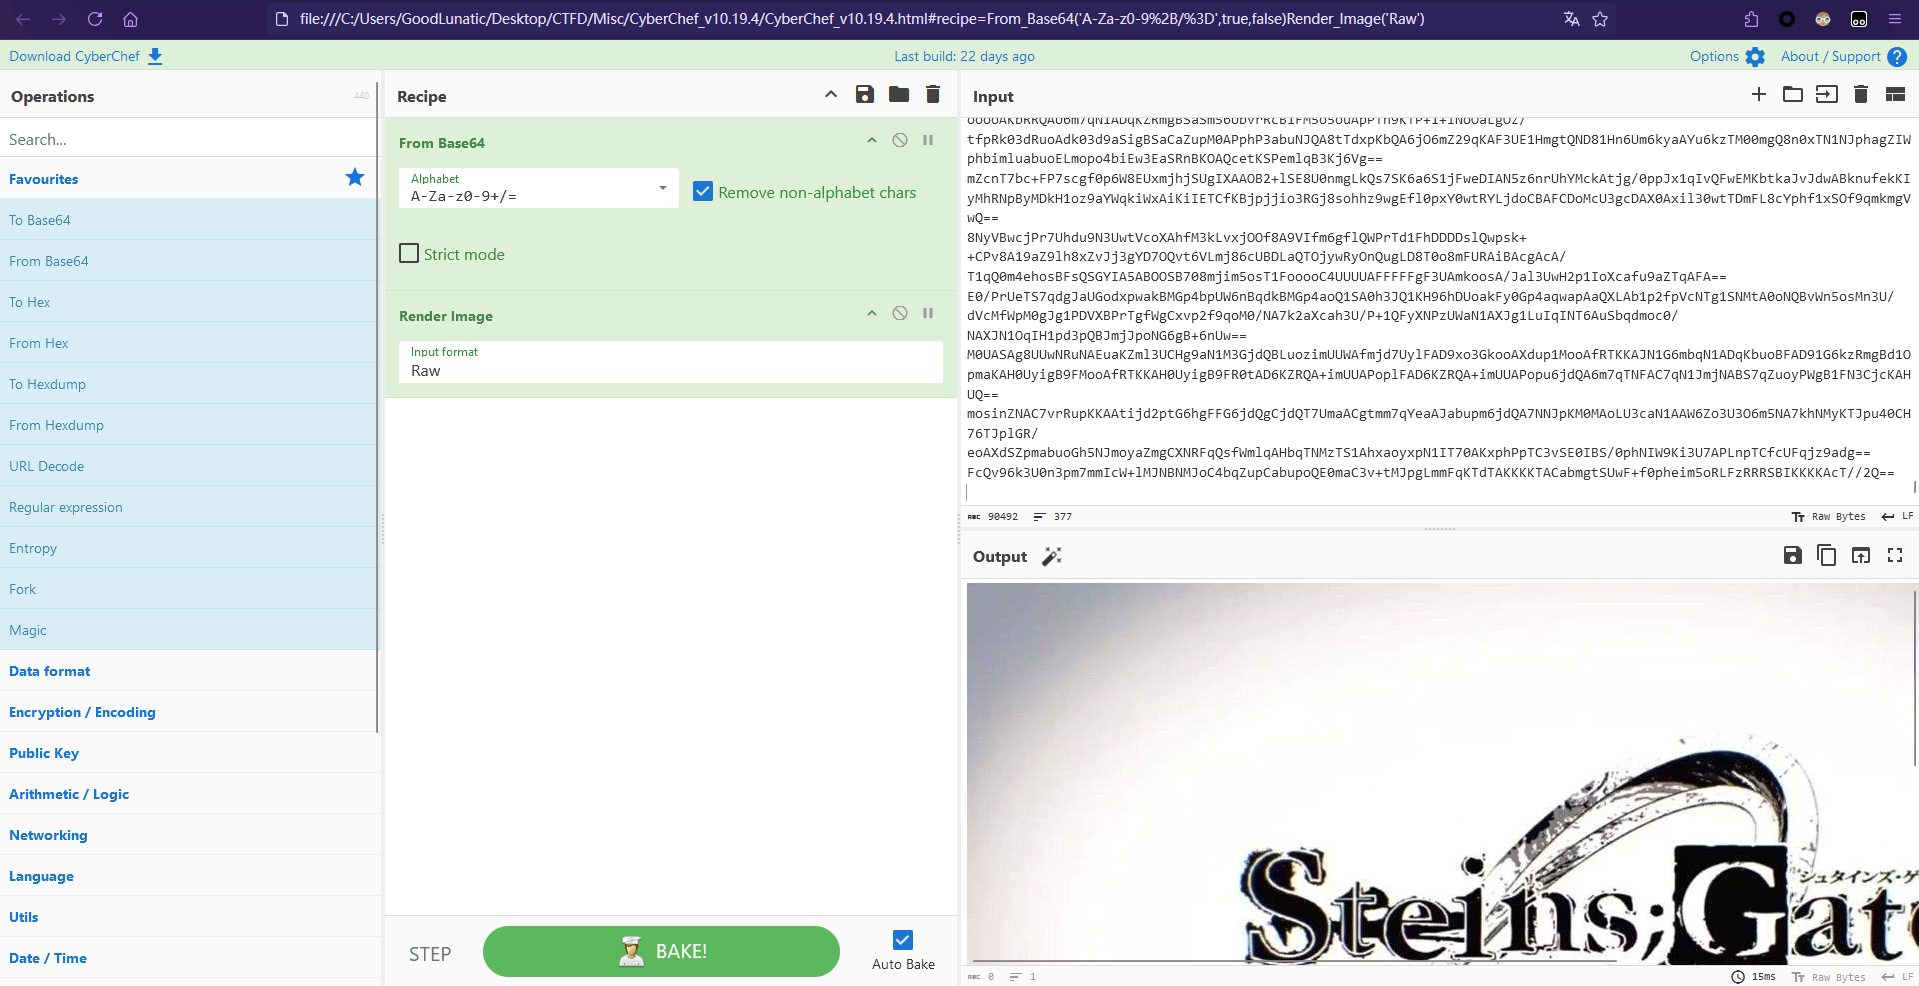 file:///C:/Users/GoodLunatic/Desktop/CTFD/Misc/CyberChef_v10.19.4/CyberChef_v10.19.4.html#recipe=From_Base64('A-Za-z0-9%2B/%3D',true,false)Render_Image('Raw')
Download CyberChef
Last build: 22 days ago
Options
About / Support
Operations
440
Search...
Favourites
To Base64
From Base64
To Hex
From Hex
To Hexdump
From Hexdump
URL Decode
Regular expression
Entropy
Fork
Magic
Data format
Encryption / Encoding
Public Key
Arithmetic / Logic
Networking
Language
Utils
Date / Time
Recipe
From Base64
Alphabet
A-Za-z0-9+/=
Remove non-alphabet chars
Strict mode
Render Image
Input format
Raw
STEP
BAKE!
Auto Bake
Input
tfpRk03dRuoAdk03d9aSigBSaCaZupM0APphP3abuNJQA8tTdxpKbQA6jO6mZ29qKAF3UE1HmgtQND81Hn6Um6kyaAYu6kzTM00mgQ8n0xTN1NJphagZIW
phbimluabuoELmopo4biEw3EaSRnBKOAQcetKSPemlqB3Kj6Vg==
mZcnT7bc+FP7scgf0p6W8EUxmjhjSUgIXAAOB2+lSE8U0nmgLkQs7SK6a6S1jFweDIAN5z6nrUhYMckAtjg/0ppJx1qIvQFwEMKbtkaJvJdwABknufekKI
yMhRNpByMDkH1oz9aYWqkiWxAiKiIETCfKBjpjjio3RGj8sohhz9wgEfl0pxY0wtRYLjdoCBAFCDoMcU3gcDAX0Axil30wtTDmFL8cYphf1xSOf9qmkmgV
wQ==
8NyVBwcjPr7Uhdu9N3UwtVcoXAhfM3kLvxjOOf8A9VIfm6gflQWPrTd1FhDDDDslQwpsk+
+CPv8A19aZ9lh8xZvJj3gYD7OQvt6VLmj86cUBDLaQTOjywRyOnQugLD8T0o8mFURAiBAcgAcA/
T1qQ0m4ehosBFsQSGYIA5ABOOSB708mjim5osT1FooooC4UUUUAFFFFFgF3UAmkoosA/Jal3UwH2p1IoXcafu9aZTqAFA==
E0/PrUeTS7qdgJaUGodxpwakBMGp4bpUW6nBqdkBMGp4aoQ1SA0h3JQ1KH96hDUoakFy0Gp4aqwapAaQXLAb1p2fpVcNTg1SNMtA0oNQBvWn5osMn3U/
dVcMfWpM0gJg1PDVXBPrTgfWgCxvp2f9qoM0/NA7k2aXcah3U/P+1QFyXNPzUWaN1AXJg1LuIqINT6AuSbqdmoc0/
NAXJN1OqIH1pd3pQBJmjJpoNG6gB+6nUw==
M0UASAg8UUwNRuNAEuaKZml3UCHg9aN1M3GjdQBLuozimUUWAfmjd7UylFAD9xo3GkooAXdup1MooAfRTKKAJN1G6mbqN1ADqKbuoBFAD91G6kzRmgBd1O
pmaKAH0UyigB9FMooAfRTKKAH0UyigB9FR0tAD6KZRQA+imUUAPoplFAD6KZRQA+imUUAPopu6jdQA6m7qTNFAC7qN1JmjNABS7qZuoyPWgB1FN3CjcKAH
UQ==
mosinZNAC7vrRupKKAAtijd2ptG6hgFFG6jdQgCjdQT7UmaACgtmm7qYeaAJabupm6jdQA7NNJpKM0MAoLU3caN1AAW6Zo3U3O6m5NA7khNMyKTJpu40CH
76TJplGR/
eoAXdSZpmabuoGh5NJmoyaZmgCXNRFqQsfWmlqAHbqTNMzTS1AhxaoyxpN1IT70AKxphPpTC3vSE0IBS/0phNIW9Ki3U7APLnpTCfcUFqjz9adg==
FcQv96k3U0n3pm7mmIcW+lMJNBNMJoC4bqZupCabupoQE0maC3v+tMJpgLmmFqKTdTAKKKKTACabmgtSUwF+f0pheim5oRLFzRRRSBIKKKKAcT//2Q==
90492
377
Raw Bytes
LF
Output
Steins;Gate
シュタインズ・ゲ
0
1
15ms
Raw Bytes
LF